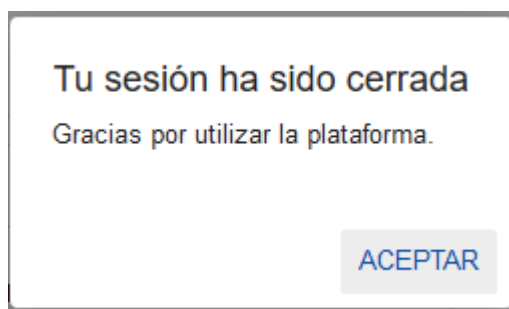 Tu sesión ha sido cerrada
Gracias por utilizar la plataforma.
ACEPTAR